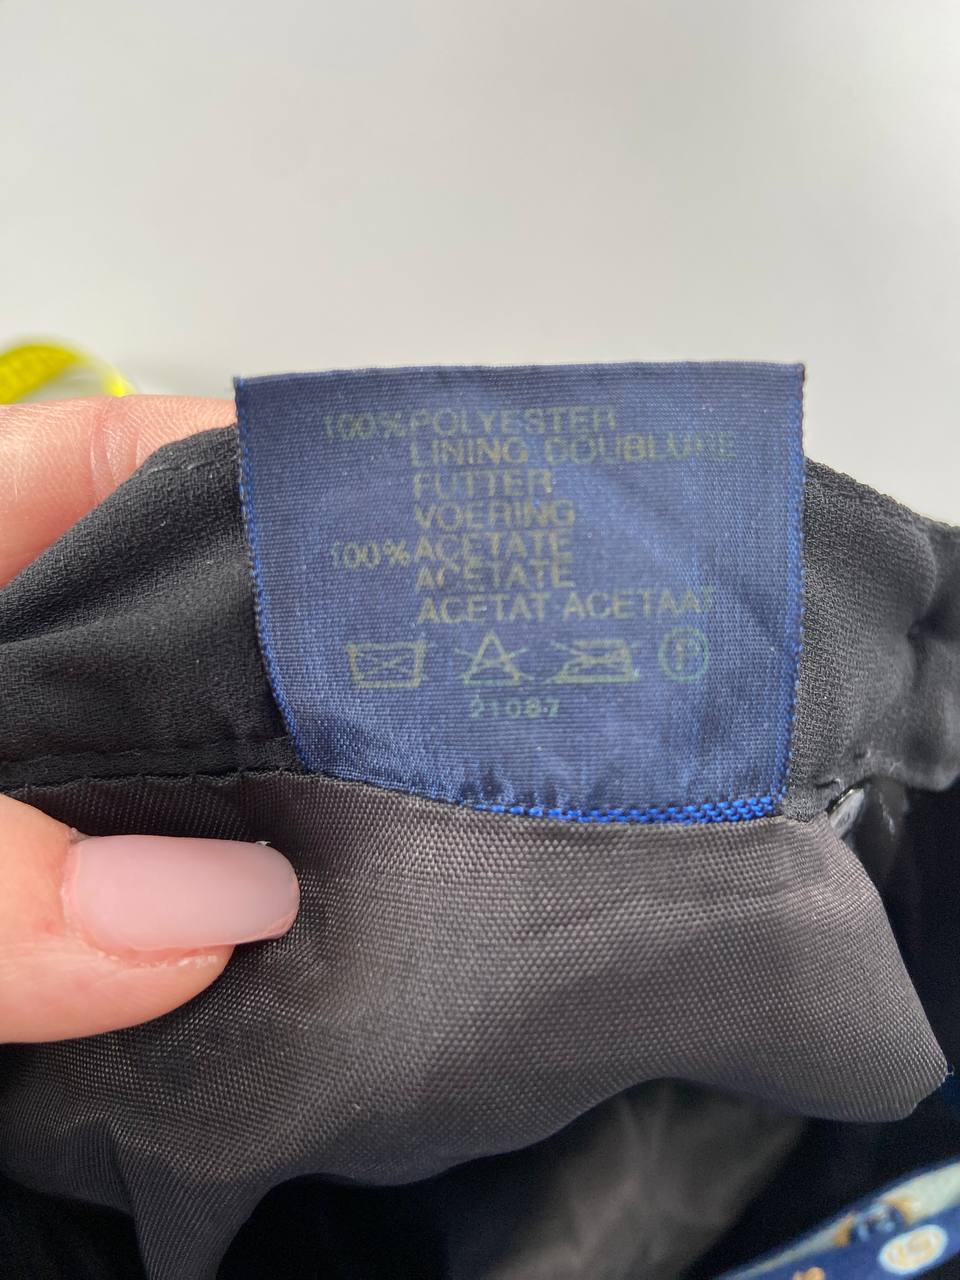 100% POLYESTER
LINING DOUBLURE
FUTTER
VOERING
100% ACETATE
ACETATE
ACETAT ACETAAT
P
21087